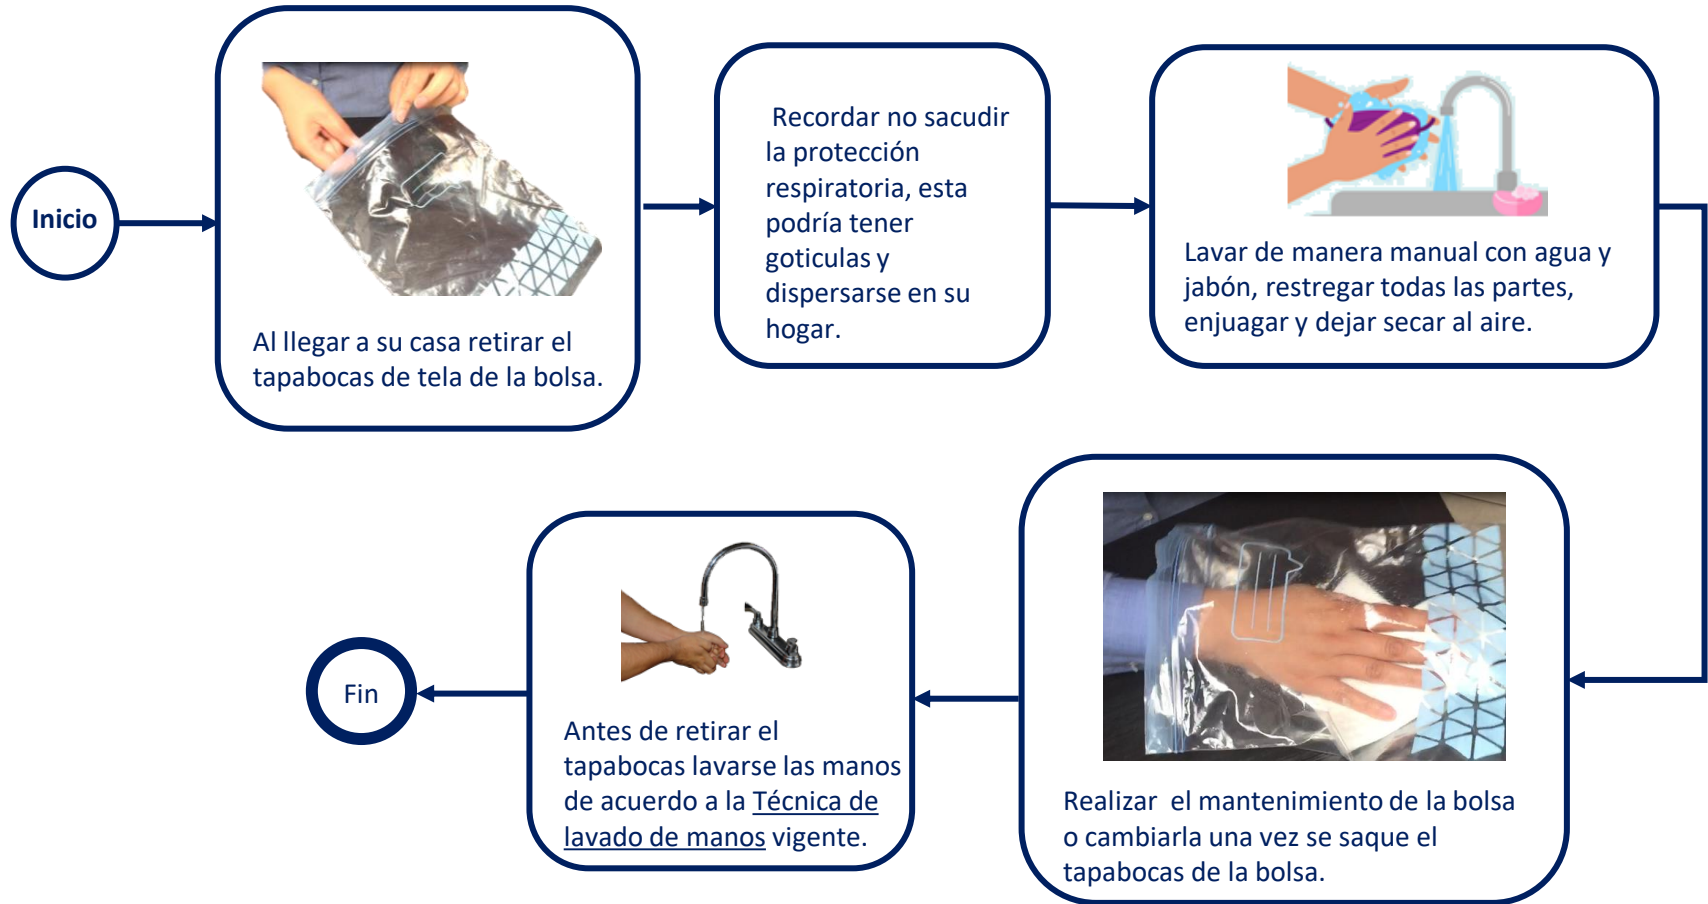 Inicio
Al llegar a su casa retirar el
tapabocas de tela de la bolsa.
Recordar no sacudir
la protección
respiratoria, esta
podría tener
goticulas y
dispersarse en su
hogar.
Lavar de manera manual con agua y
jabón, restregar todas las partes,
enjuagar y dejar secar al aire.
Realizar el mantenimiento de la bolsa
o cambiarla una vez se saque el
tapabocas de la bolsa.
Antes de retirar el
tapabocas lavarse las manos
de acuerdo a la Técnica de
lavado de manos vigente.
Fin